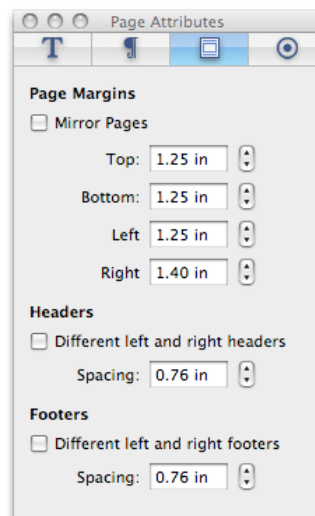 Page Attributes
T ¶
Page Margins
Mirror Pages
Top: 1.25 in
Bottom: 1.25 in
Left 1.25 in
Right 1.40 in
Headers
Different left and right headers
Spacing: 0.76 in
Footers
Different left and right footers
Spacing: 0.76 in